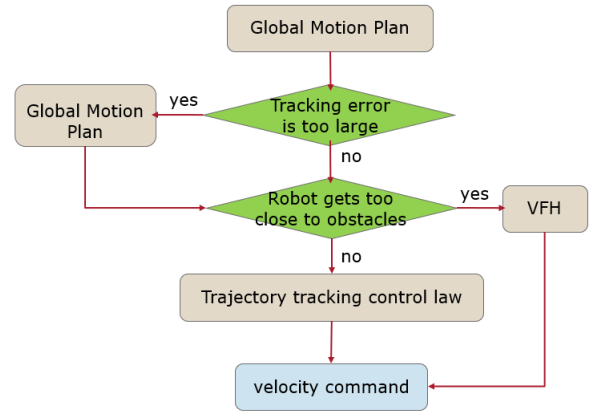 Global Motion Plan
yes
Global Motion
Plan
Tracking error
is too large
no
Robot gets too
close to obstacles
yes
VFH
no
Trajectory tracking control law
velocity command